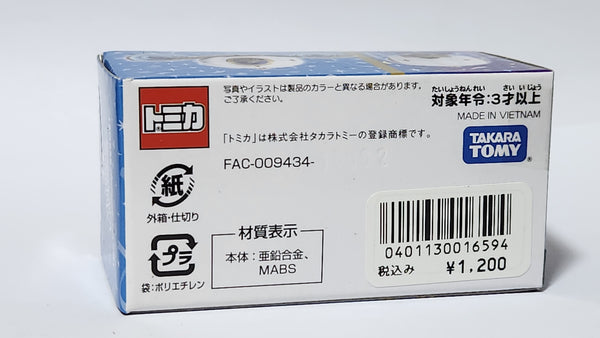 写真やイラストは製品のカラーと異なる場合があります。
ご了承ください。
たいしょうねんれい さい いじょう
対象年令:3才以上
MADE IN VIETNAM
トミカ
「トミカ」は株式会社タカラトミーの登録商標です。
TAKARA
TOMY
FAC-009434-
紙
外箱・仕切り
プラ
袋:ポリエチレン
材質表示
本体:亜鉛合金、
MABS
0401130016594
税込み ¥1,200